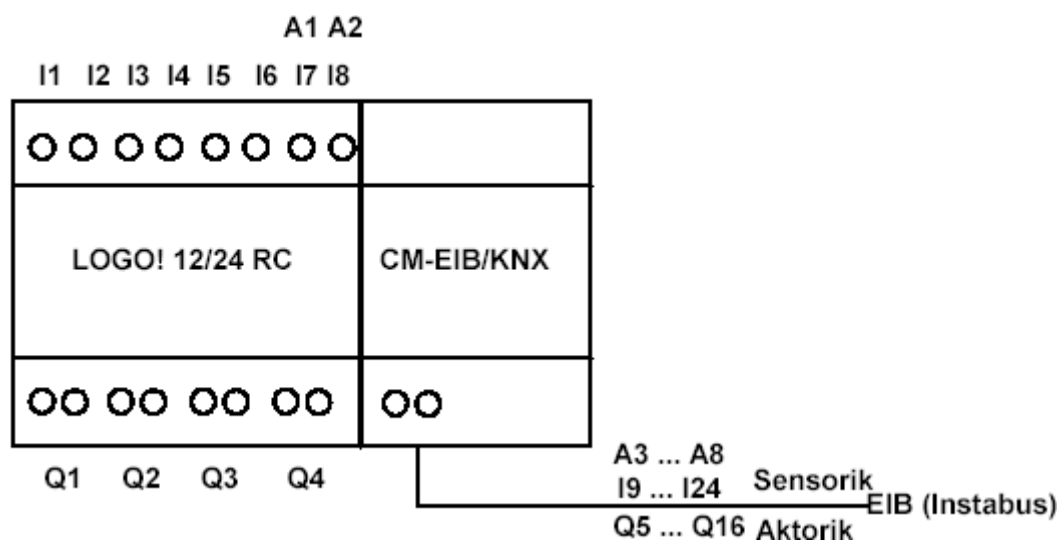 A1 A2
I1 I2 I3 I4 I5 I6 I7 I8
LOGO! 12/24 RC
CM-EIB/KNX
Q1 Q2 Q3 Q4
A3 ... A8
I9 ... I24 Sensorik
EIB (Instabus)
Q5 ... Q16 Aktorik